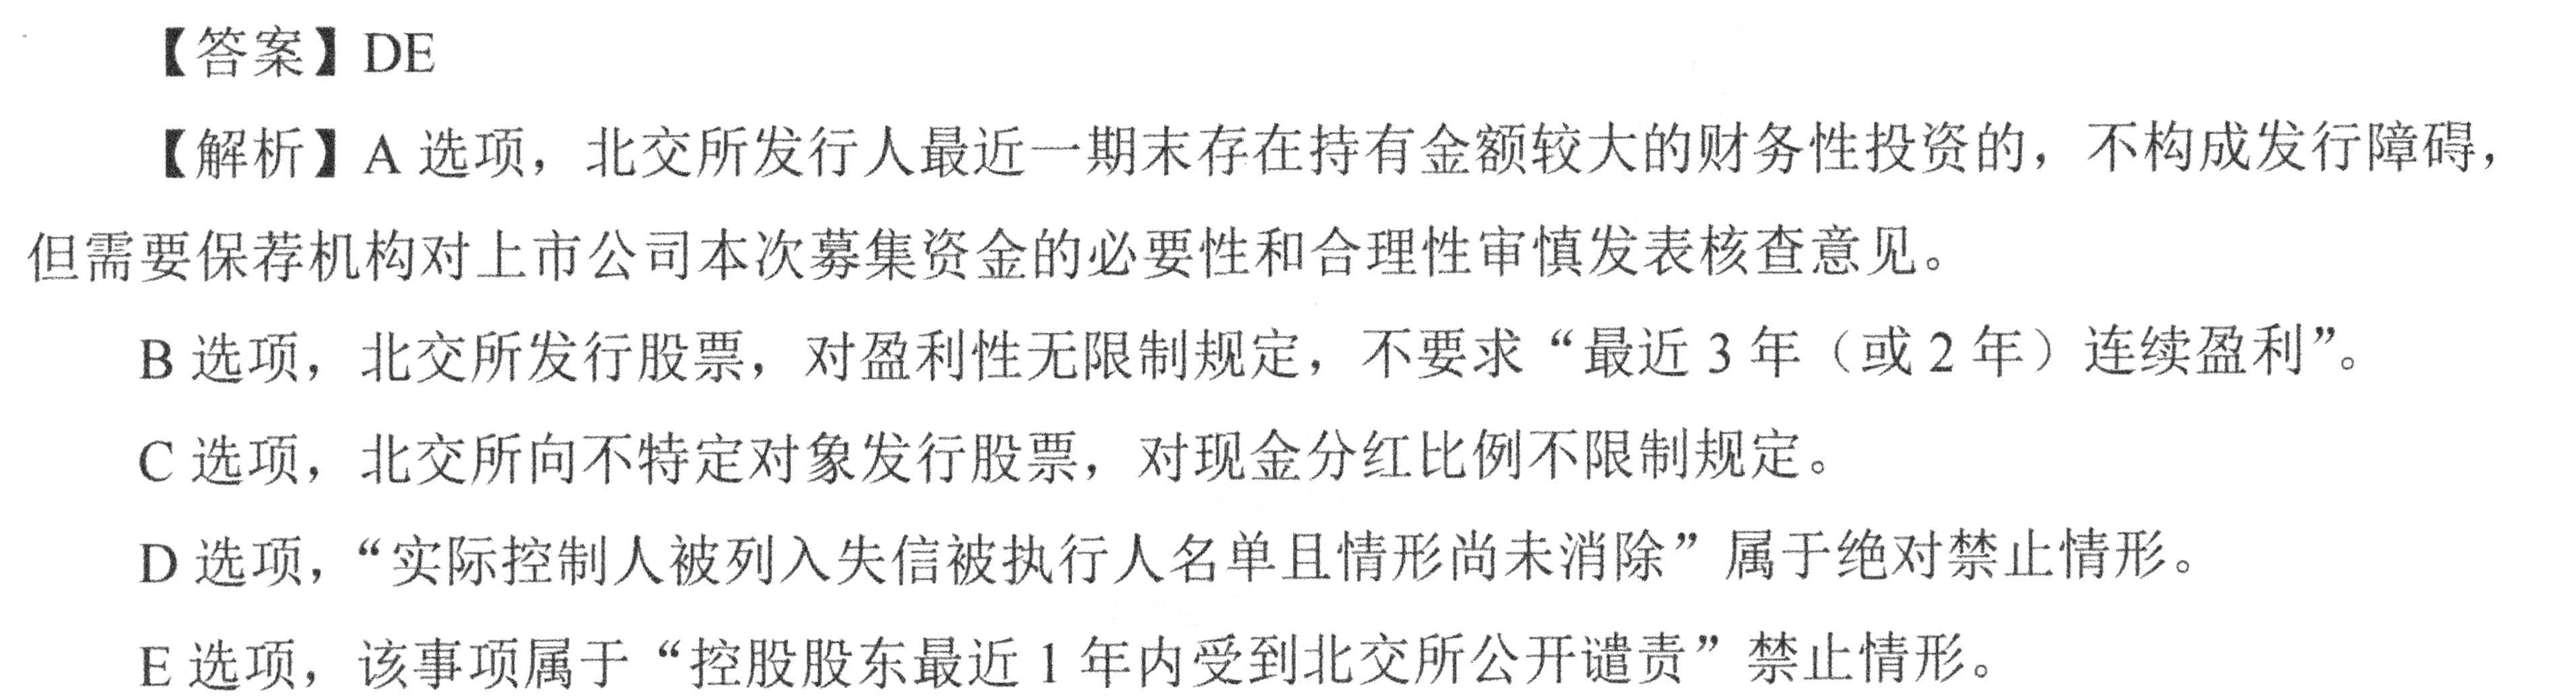 【答案】DE
【解析】A 选项，北交所发行人最近一期末存在持有金额较大的财务性投资的，不构成发行障碍，
但需要保荐机构对上市公司本次募集资金的必要性和合理性审慎发表核查意见。
B 选项，北交所发行股票，对盈利性无限制规定，不要求“最近 3 年（或 2 年）连续盈利”。
C 选项，北交所向不特定对象发行股票，对现金分红比例不限制规定。
D 选项，“实际控制人被列入失信被执行人名单且情形尚未消除”属于绝对禁止情形。
E 选项，该事项属于“控股股东最近 1 年内受到北交所公开谴责”禁止情形。